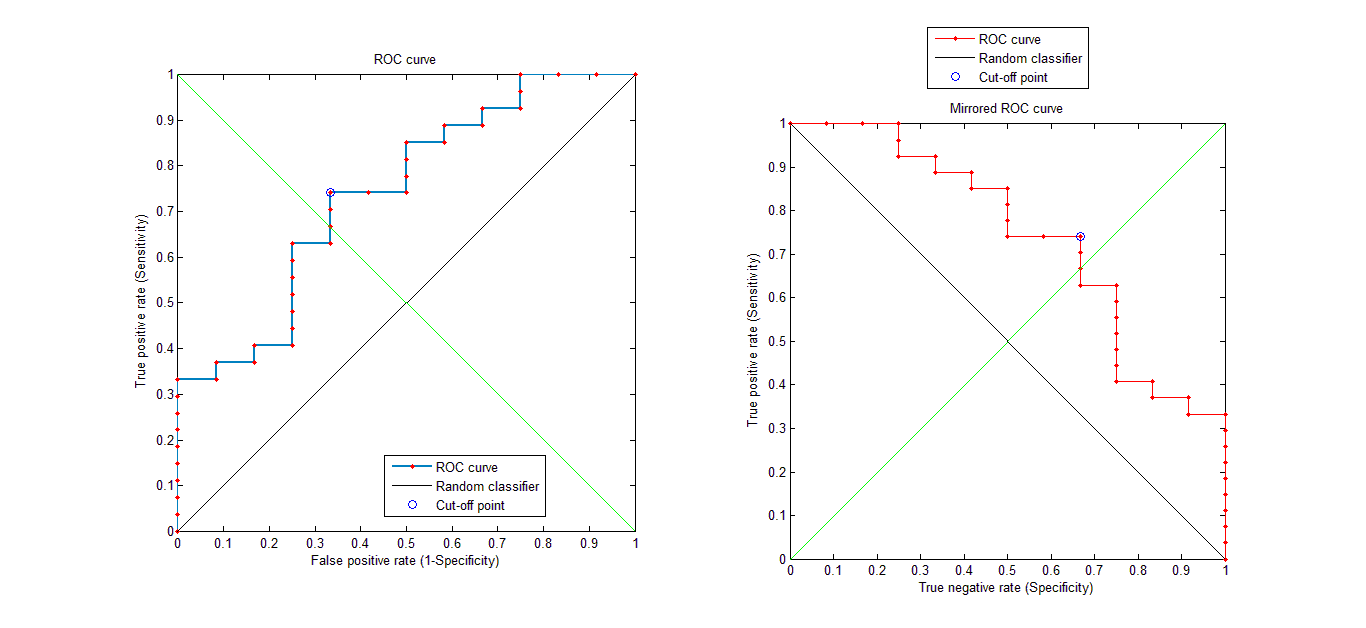 ROC curve
1
0.9
0.8
0.7
0.6
0.5
0.4
0.3
0.2
0.1
0
True positive rate (Sensitivity)
0 0.1 0.2 0.3 0.4 0.5 0.6 0.7 0.8 0.9 1
False positive rate (1-Specificity)
ROC curve
Random classifier
Cut-off point
ROC curve
Random classifier
Cut-off point
Mirrored ROC curve
1
0.9
0.8
0.7
0.6
0.5
0.4
0.3
0.2
0.1
0
True positive rate (Sensitivity)
0 0.1 0.2 0.3 0.4 0.5 0.6 0.7 0.8 0.9 1
True negative rate (Specificity)